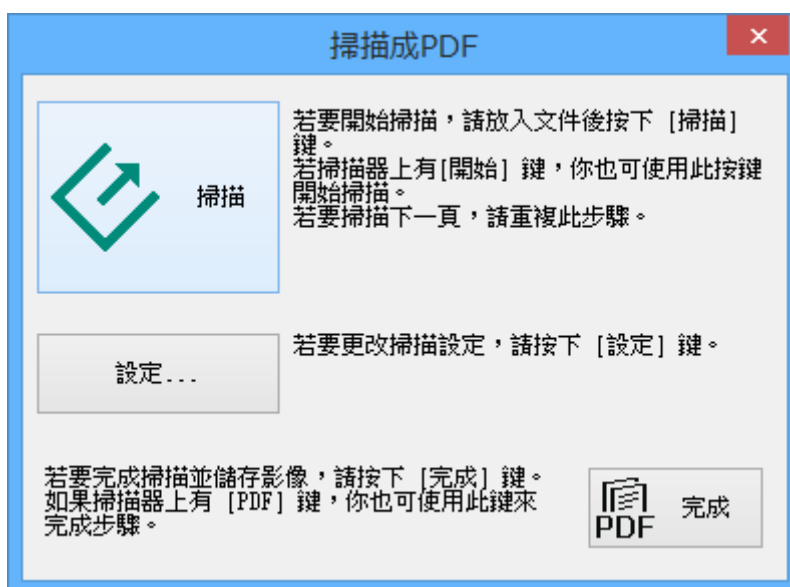 掃描成PDF
掃描
若要開始掃描，請放入文件後按下 [掃描]
鍵。
若掃描器上有[開始] 鍵，你也可使用此按鍵
開始掃描。
若要掃描下一頁，請重複此步驟。
設定...
若要更改掃描設定，請按下 [設定] 鍵。
若要完成掃描並儲存影像，請按下 [完成] 鍵。
如果掃描器上有 [PDF] 鍵，你也可使用此鍵來
完成步驟。
PDF 完成